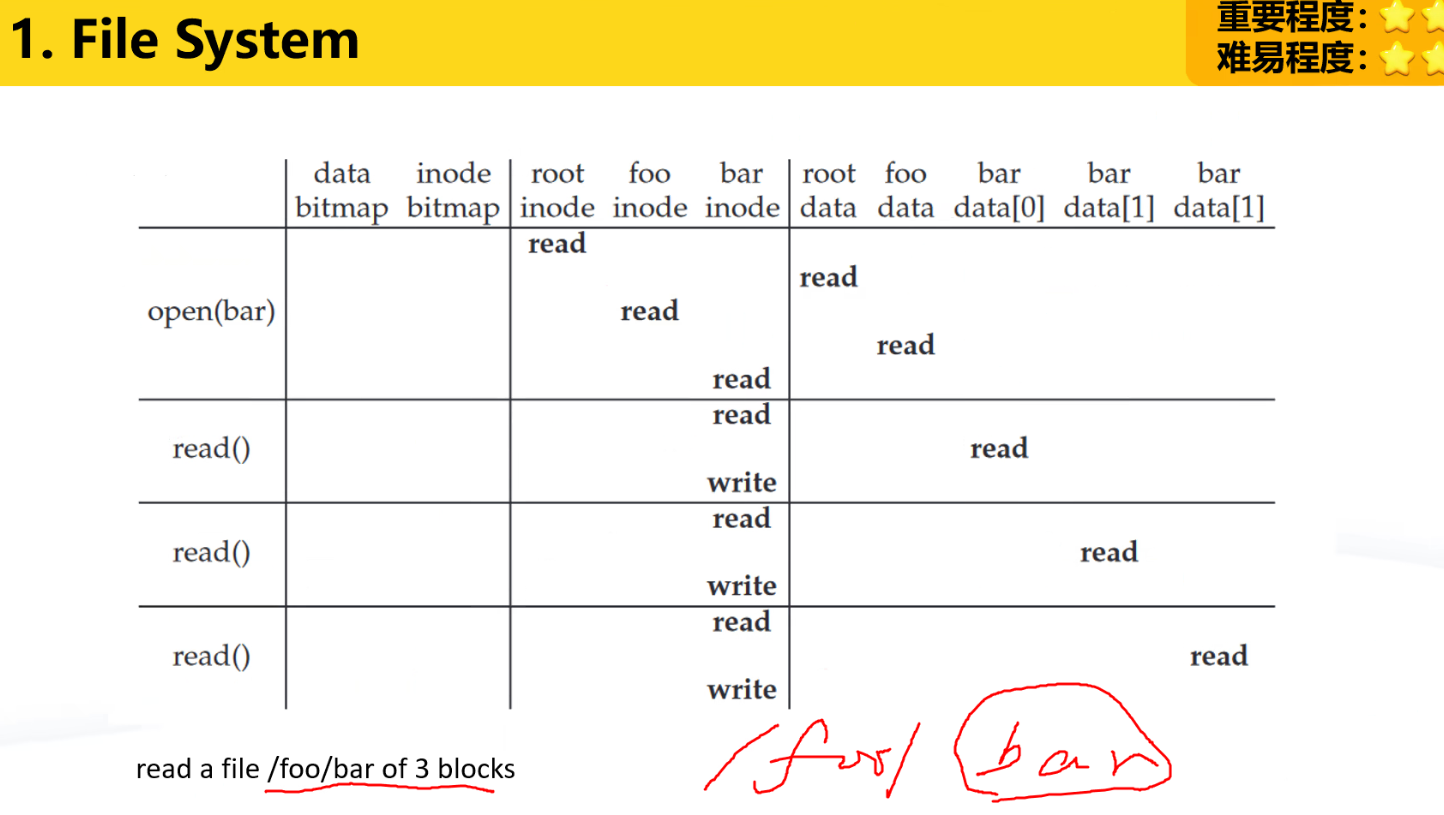 1. File System
重要程度：
难易程度：
data inode root foo bar root foo bar bar bar
bitmap bitmap inode inode inode data data data[0] data[1] data[1]
read
read
open(bar) read
read
read
read
read() read
write
read
read() read
write
read
read() read
write
/foo/bar
read a file /foo/bar of 3 blocks